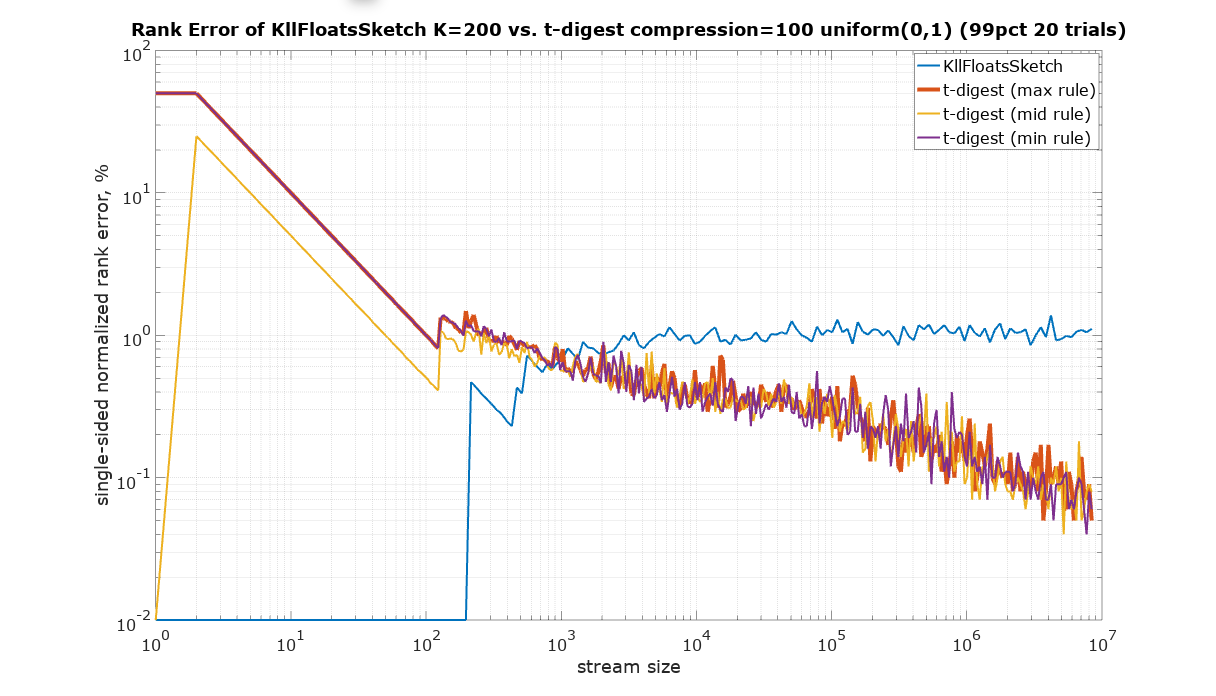 Rank Error of KllFloatsSketch K=200 vs. t-digest compression=100 uniform(0,1) (99pct 20 trials)
KllFloatsSketch
t-digest (max rule)
t-digest (mid rule)
t-digest (min rule)
single-sided normalized rank error, %
10^2
10^1
10^0
10^-1
10^-2
10^0 10^1 10^2 10^3 10^4 10^5 10^6 10^7
stream size